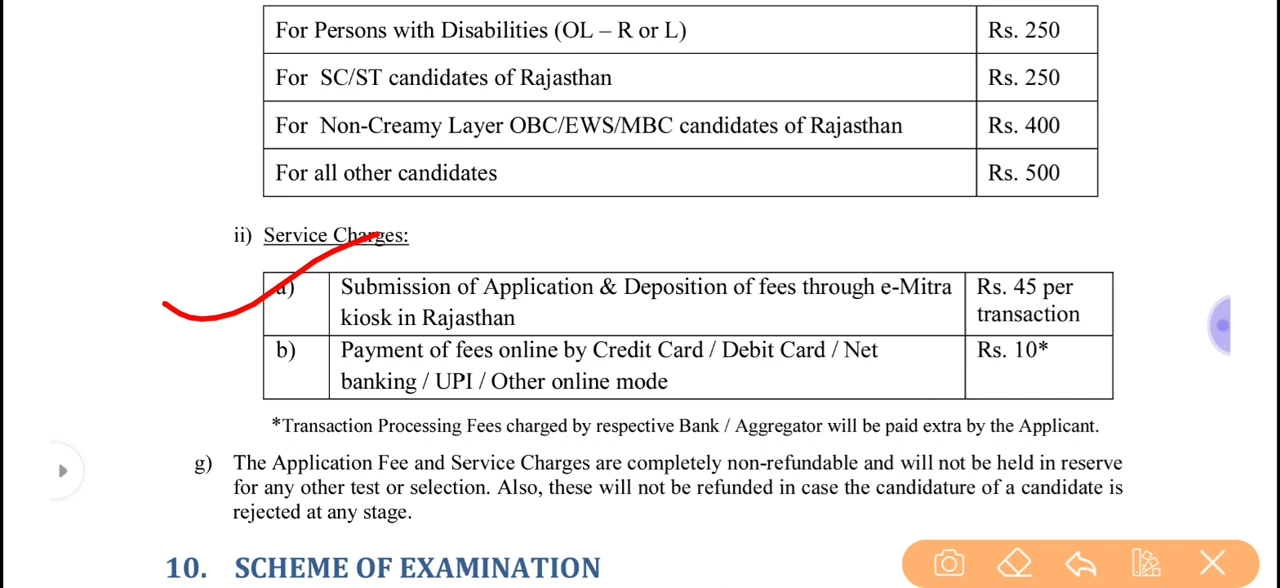 For Persons with Disabilities (OL – R or L) Rs. 250
For SC/ST candidates of Rajasthan Rs. 250
For Non-Creamy Layer OBC/EWS/MBC candidates of Rajasthan Rs. 400
For all other candidates Rs. 500
ii) Service Charges:
a) Submission of Application & Deposition of fees through e-Mitra Rs. 45 per
kiosk in Rajasthan transaction
b) Payment of fees online by Credit Card / Debit Card / Net Rs. 10*
banking / UPI / Other online mode
*Transaction Processing Fees charged by respective Bank / Aggregator will be paid extra by the Applicant.
g) The Application Fee and Service Charges are completely non-refundable and will not be held in reserve
for any other test or selection. Also, these will not be refunded in case the candidature of a candidate is
rejected at any stage.
10. SCHEME OF EXAMINATION